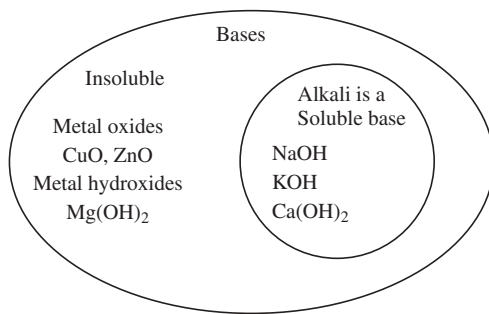 Bases
Insoluble
Metal oxides
CuO, ZnO
Metal hydroxides
Mg(OH)₂
Alkali is a
Soluble base
NaOH
KOH
Ca(OH)₂